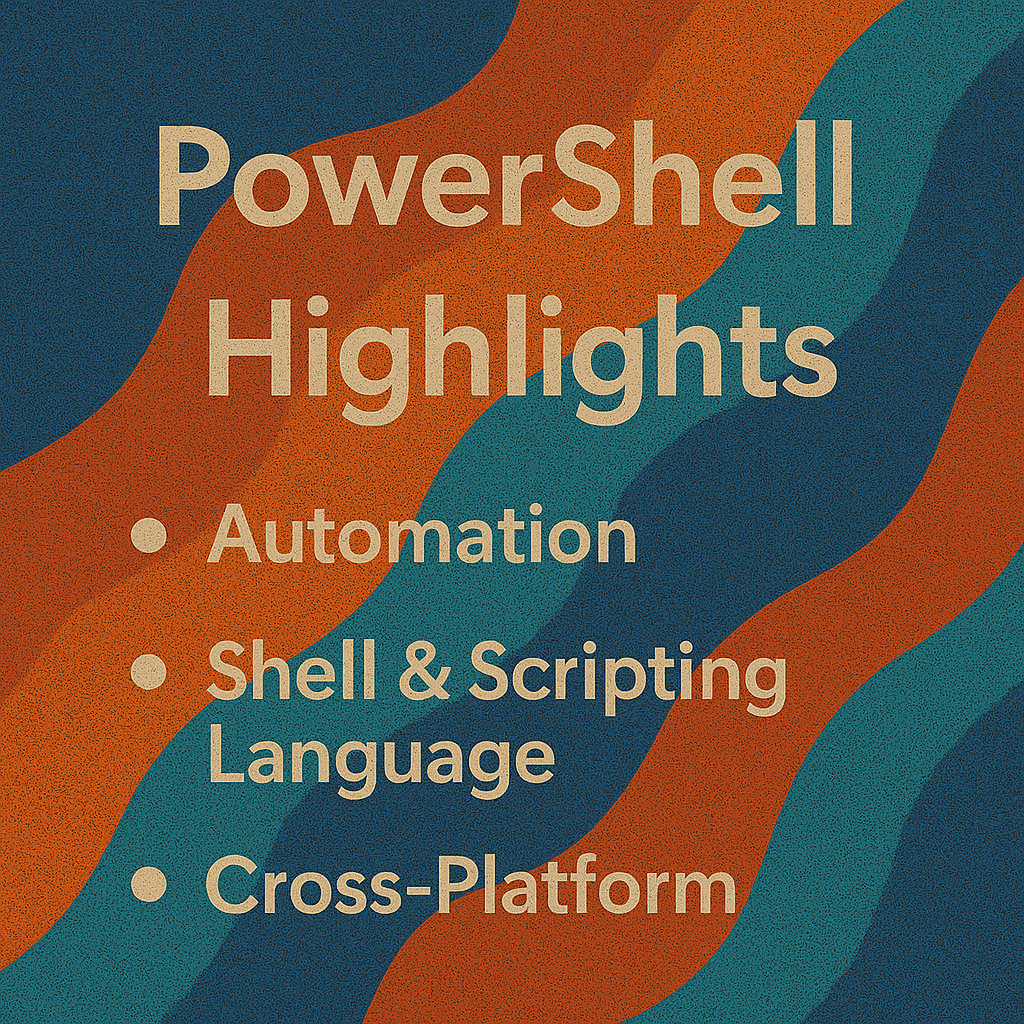 PowerShell
Highlights
• Automation
• Shell & Scripting
Language
• Cross-Platform